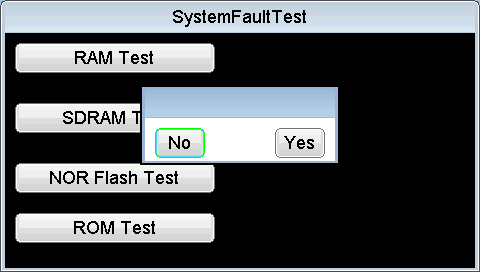 SystemFaultTest
RAM Test
SDRAM T
No
Yes
NOR Flash Test
ROM Test